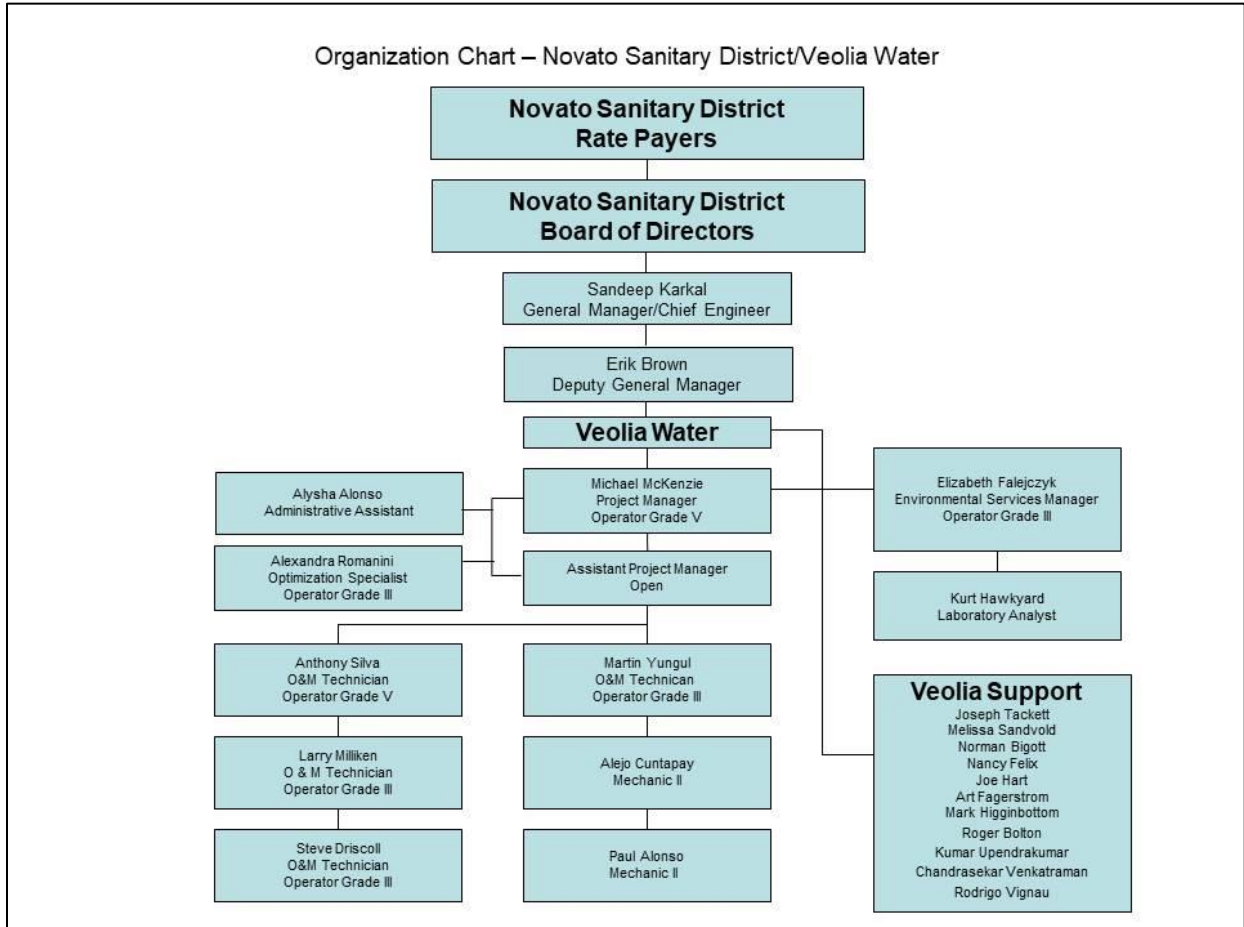 Organization Chart – Novato Sanitary District/Veolia Water
Novato Sanitary District
Rate Payers
Novato Sanitary District
Board of Directors
Sandeep Karkal
General Manager/Chief Engineer
Erik Brown
Deputy General Manager
Veolia Water
Alysha Alonso
Administrative Assistant
Michael McKenzie
Project Manager
Operator Grade V
Elizabeth Falejczyk
Environmental Services Manager
Operator Grade III
Alexandra Romanini
Optimization Specialist
Operator Grade III
Assistant Project Manager
Open
Kurt Hawkyard
Laboratory Analyst
Anthony Silva
O&M Technician
Operator Grade V
Martin Yungul
O&M Technican
Operator Grade III
Larry Milliken
O & M Technician
Operator Grade III
Alejo Cuntapay
Mechanic II
Steve Driscoll
O&M Technician
Operator Grade III
Paul Alonso
Mechanic II
Veolia Support
Joseph Tackett
Melissa Sandvold
Norman Bigott
Nancy Felix
Joe Hart
Art Fagerstrom
Mark Higginbottom
Roger Bolton
Kumar Upendrakumar
Chandrasekar Venkatraman
Rodrigo Vignau